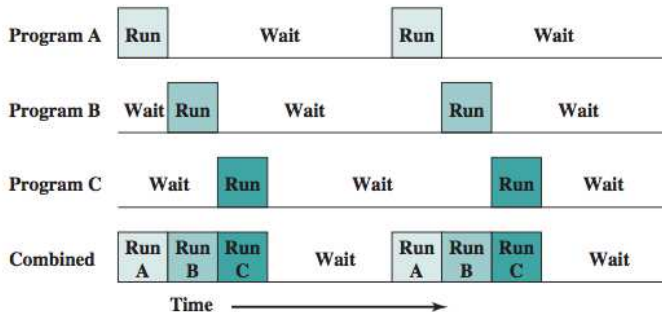 Program A Run Wait Run Wait
Program B Wait Run Wait Run Wait
Program C Wait Run Wait Run Wait
Combined Run A Run B Run C Wait Run A Run B Run C Wait
Time